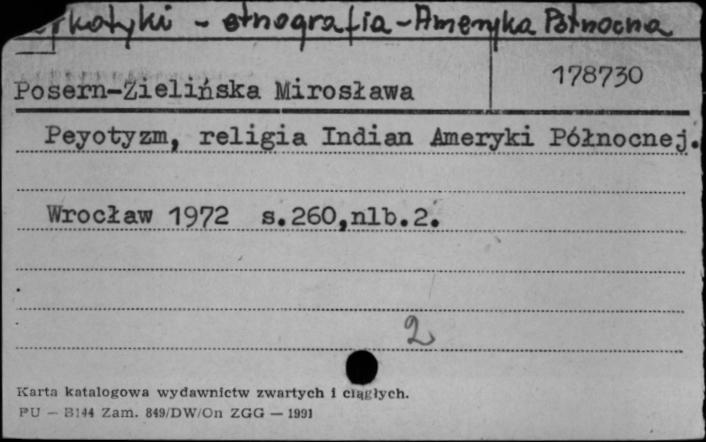 - etnografia - Ameryka Północna
Posern-Zielińska Mirosława
178730
Peyotyzm, religia Indian Ameryki Północnej.
Wrocław 1972 s.260,nlb.2.
2
Karta katalogowa wydawnictw zwartych i ciągłych.
PU — B144 Zam. 849/DW/On ZGG — 1991